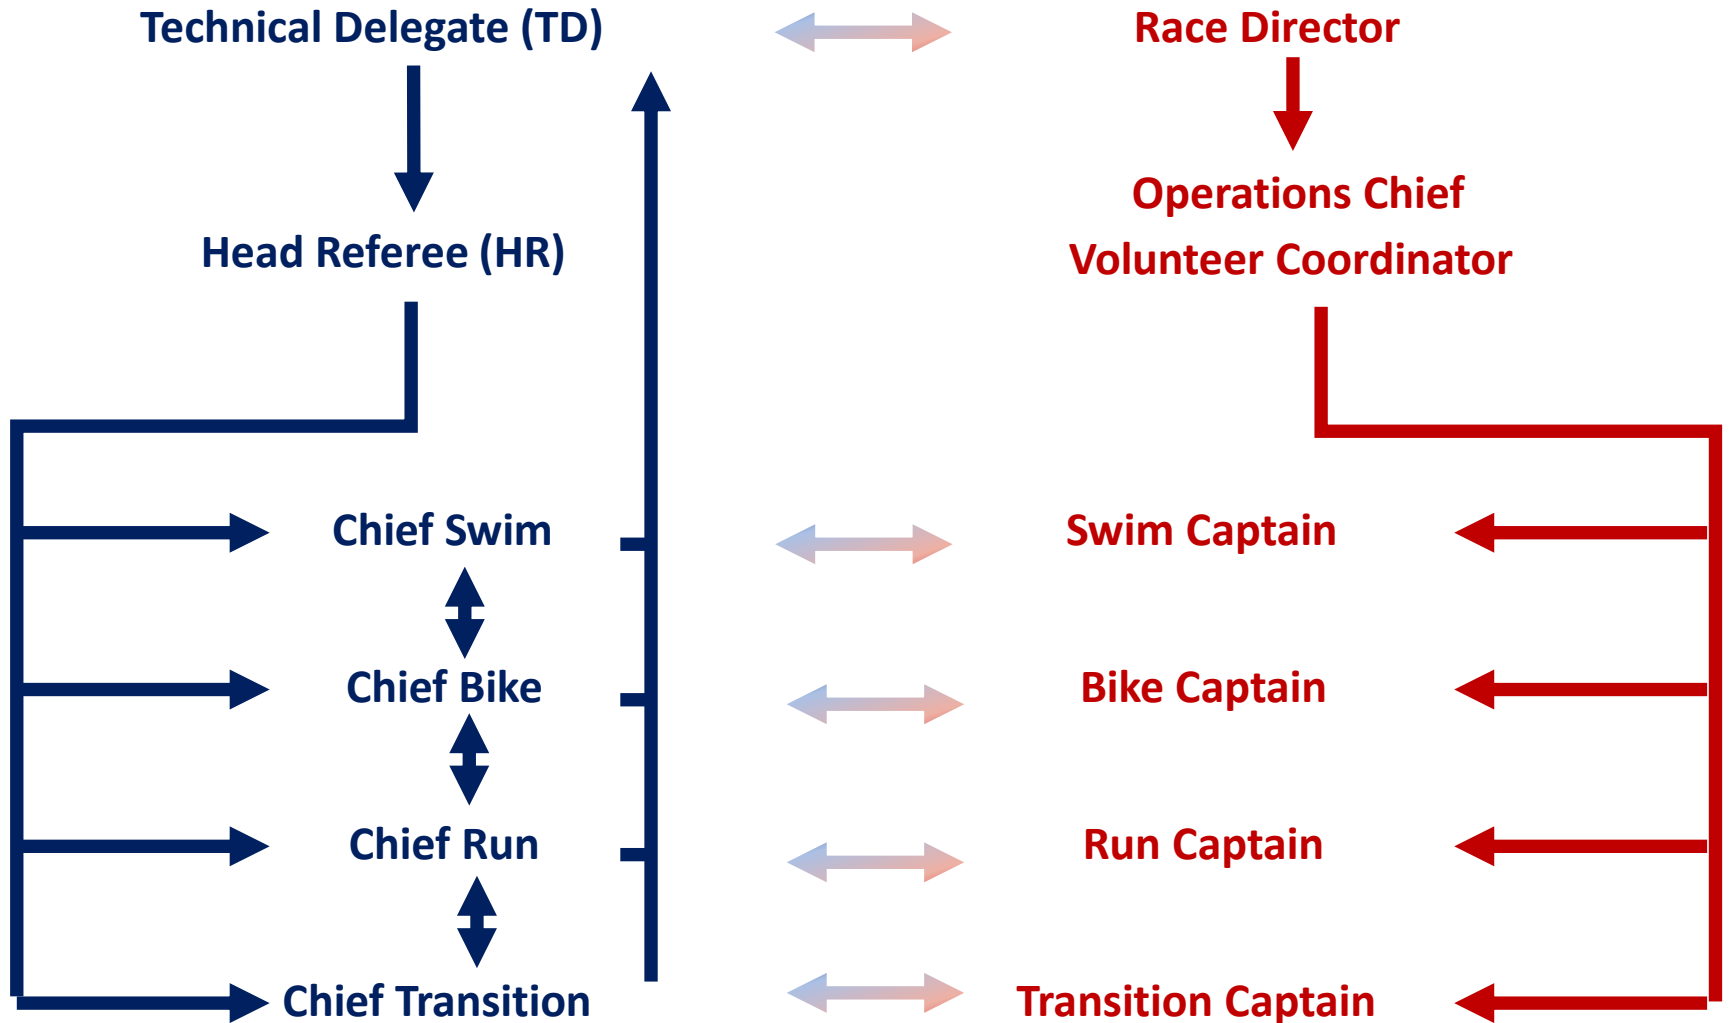 Technical Delegate (TD)
Race Director
Operations Chief
Head Referee (HR)
Volunteer Coordinator
Chief Swim
Swim Captain
Chief Bike
Bike Captain
Chief Run
Run Captain
Chief Transition
Transition Captain